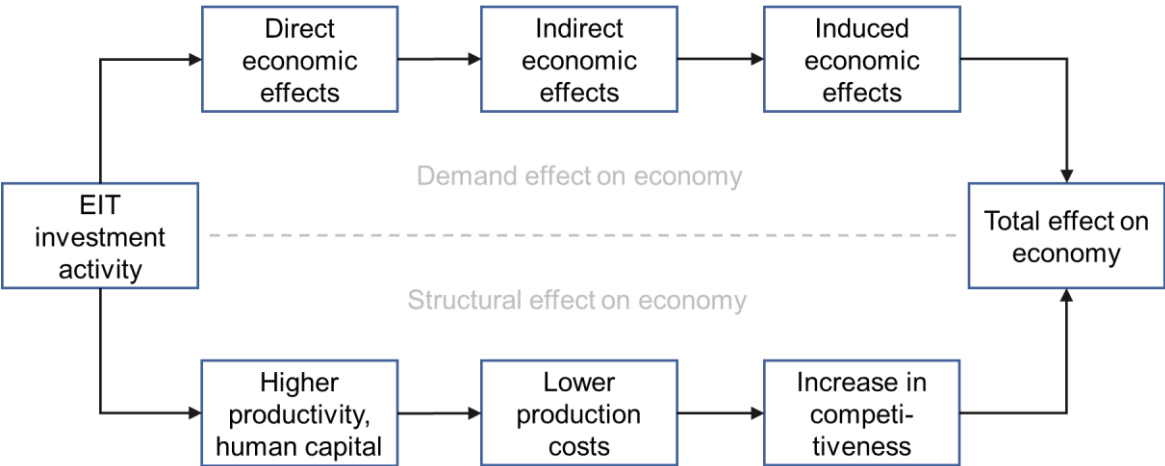 Direct
economic
effects
Indirect
economic
effects
Induced
economic
effects
Demand effect on economy
EIT
investment
activity
Total effect on
economy
Structural effect on economy
Higher
productivity,
human capital
Lower
production
costs
Increase in
competi-
tiveness